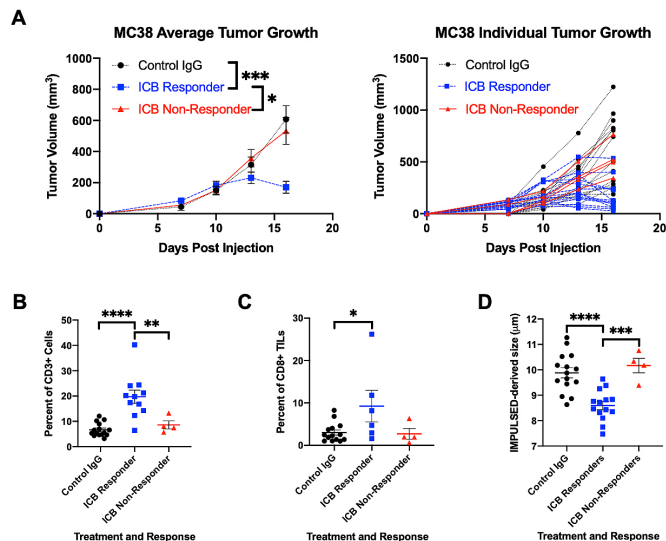 A
MC38 Average Tumor Growth
1000
800
600
400
200
0
Tumor Volume (mm³)
Control IgG
ICB Responder
ICB Non-Responder
***
*
0
5
10
15
20
Days Post Injection
MC38 Individual Tumor Growth
1500
1000
500
0
Tumor Volume (mm³)
Control IgG
ICB Responder
ICB Non-Responder
0
5
10
15
20
Days Post Injection
B
50
40
30
20
10
0
Percent of CD3+ Cells
****
**
Control IgG
ICB Responder
ICB Non-Responder
Treatment and Response
C
30
20
10
0
Percent of CD8+ TILs
*
Control IgG
ICB Responder
ICB Non-Responder
Treatment and Response
D
12
11
10
9
8
7
IMPULSED-derived size (μm)
****
***
Control IgG
ICB Responders
ICB Non-Responders
Treatment and Response